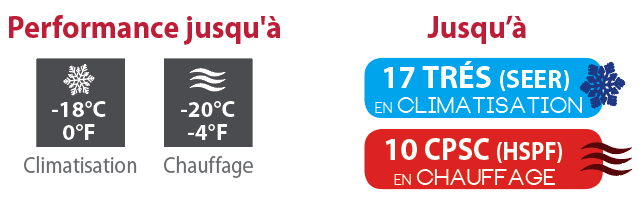 Performance jusqu'à
-18°C
0°F
Climatisation
-20°C
-4°F
Chauffage
Jusqu’à
17 TRÉS (SEER)
EN CLIMATISATION
10 CPSC (HSPF)
EN CHAUFFAGE